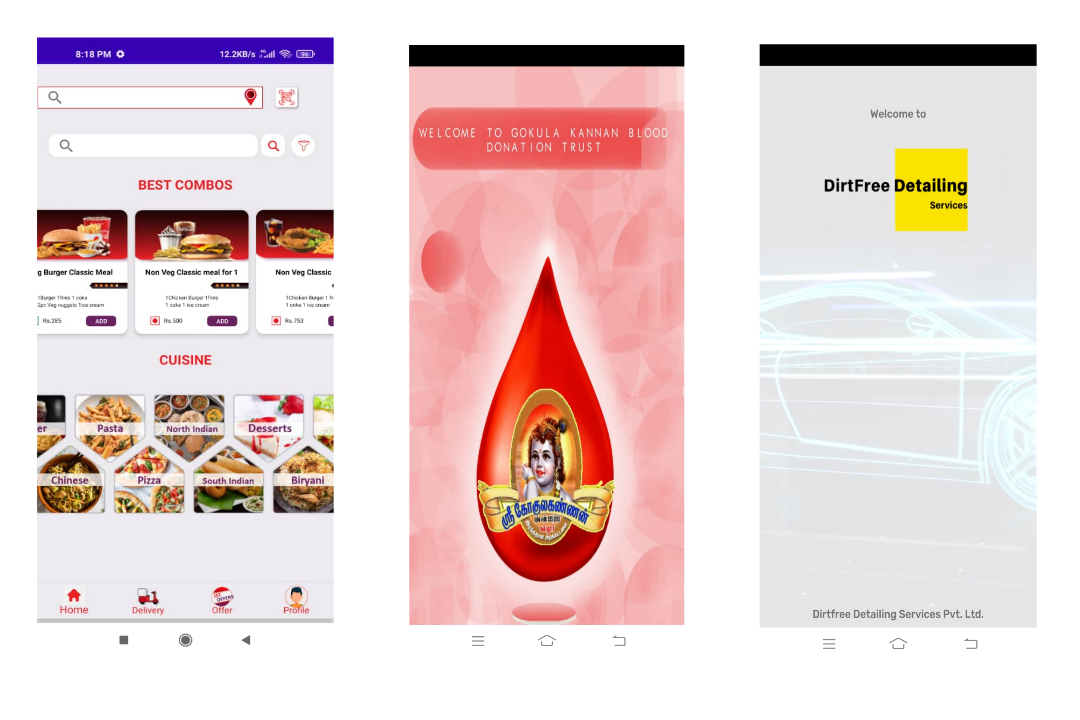 8:18 PM
12.2KB/s
96
BEST COMBOS
g Burger Classic Meal
1Burger 1fries 1 coke
2pc Veg nuggets 1ice cream
Rs.285
ADD
Non Veg Classic meal for 1
1Chicken Burger 1fries
1 coke 1 ice cream
Rs.500
ADD
Non Veg Classic
1Chicken Burger 1 fr
1 coke 1 ice cr
Rs.753
CUISINE
er
Pasta
North Indian
Desserts
Chinese
Pizza
South Indian
Biryani
Home
Delivery
OFFERS
Offer
Profile
WELCOME TO GOKULA KANNAN BLOOD
DONATION TRUST
ஸ்ரீ கோகுலகண்ணன்
Welcome to
DirtFree Detailing
Services
Dirtfree Detailing Services Pvt. Ltd.